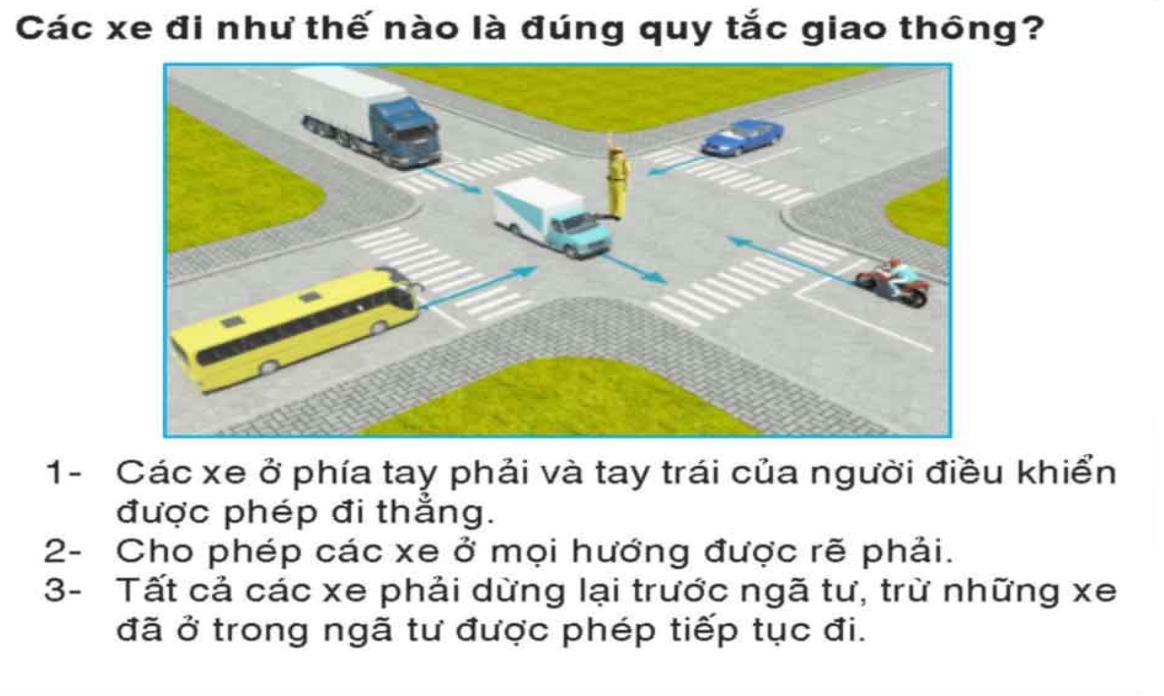 Các xe đi như thế nào là đúng quy tắc giao thông?
1- Các xe ở phía tay phải và tay trái của người điều khiển
được phép đi thẳng.
2- Cho phép các xe ở mọi hướng được rẽ phải.
3- Tất cả các xe phải dừng lại trước ngã tư, trừ những xe
đã ở trong ngã tư được phép tiếp tục đi.